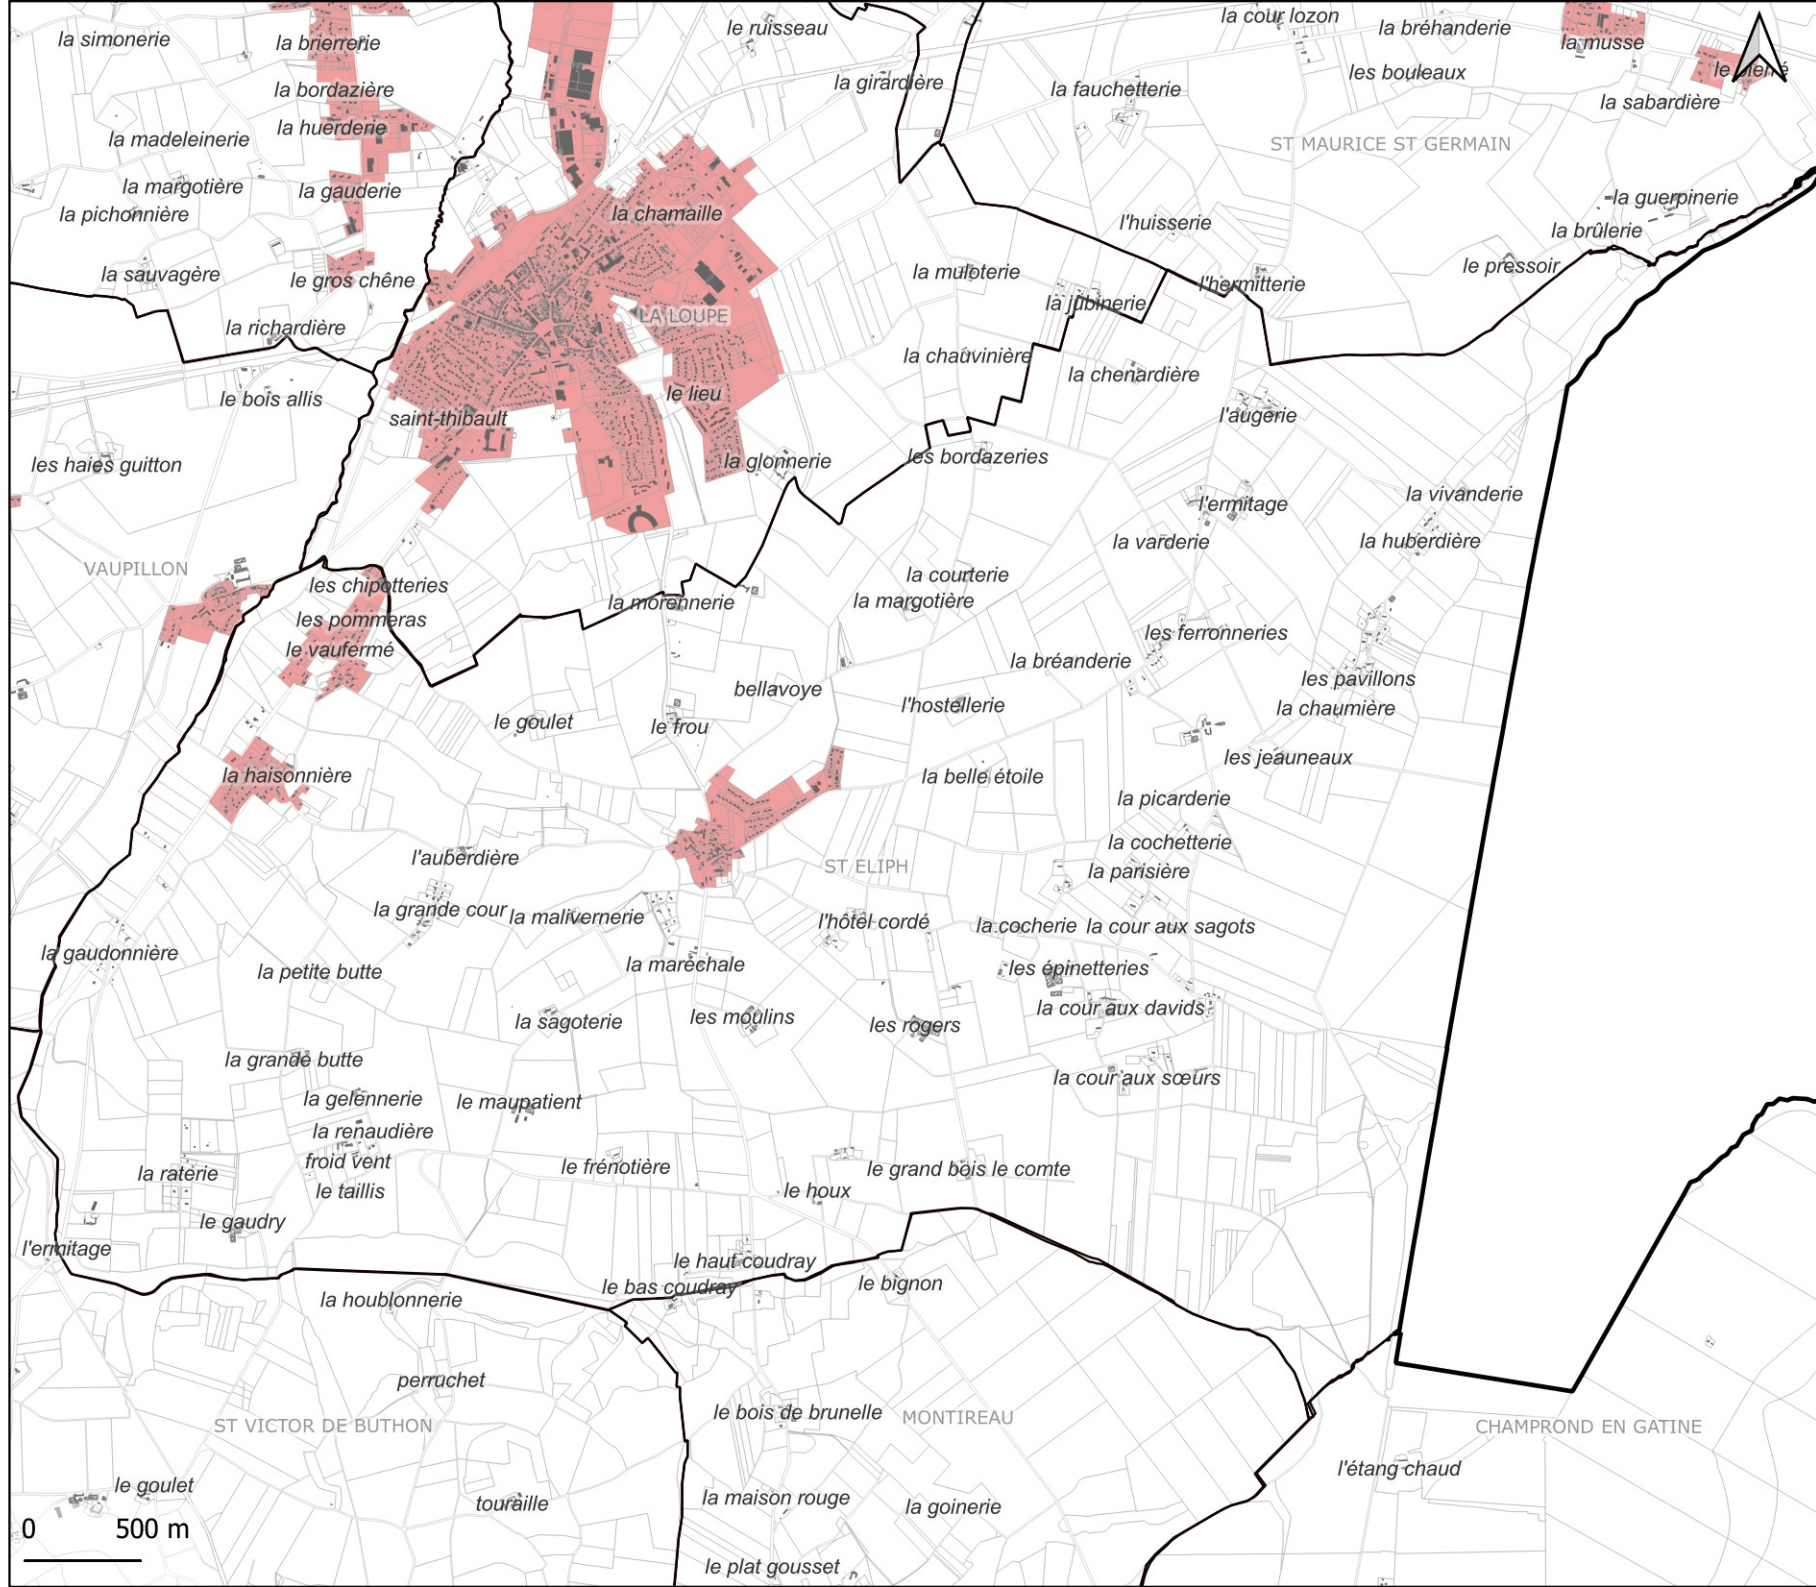 la simonerie
la brierrerie
le ruisseau
la cour lozon
la bréhanderie
la musse
la bordazière
la girardière
la fauchetterie
les bouleaux
le plené
la sabardière
la madeleinerie
la huerderie
ST MAURICE ST GERMAIN
la margotière
la gauderie
la pichonnière
la chamaille
l'huisserie
la guerpinerie
la brûlerie
la sauvagère
le gros chêne
la muloterie
l'hermitterie
le pressoir
la jubinerie
la richardière
LA LOUPE
la chauvinière
la chenardière
le bois allis
le lieu
saint-thibault
l'augerie
les haies guitton
la glonnerie
les bordazeries
la vivanderie
l'ermitage
la varderie
la huberdière
VAUPILLON
les chipotteries
la courterie
la morennerie
la margotière
les pommeras
le vaufermé
les ferronneries
la bréanderie
les pavillons
bellavoye
l'hostellerie
la chaumière
le goulet
le frou
les jeauneaux
la haisonnière
la belle étoile
la picarderie
la cochetterie
l'auberdière
ST ELIPH
la parisière
la grande cour
la malivernerie
l'hôtel cordé
la cocherie
la cour aux sagots
la gaudonnière
la petite butte
la maréchale
les épinetteries
la sagoterie
les moulins
les rogers
la cour aux davids
la grande butte
la cour aux sœurs
la gelennerie
le maupatient
la renaudière
froid vent
la raterie
le taillis
le frénotière
le houx
le grand bois le comte
le gaudry
l'ermitage
le haut coudray
le bas coudray
le bignon
la houblonnerie
perruchet
ST VICTOR DE BUTHON
le bois de brunelle
MONTIREAU
CHAMPROND EN GATINE
l'étang chaud
le goulet
touraille
la maison rouge
la goinerie
0 500 m
le plat gousset